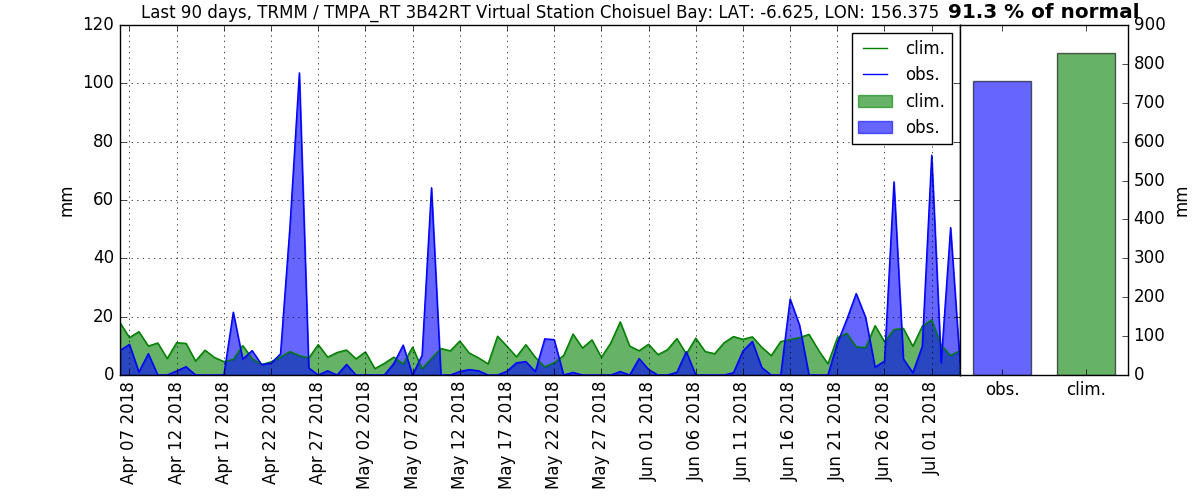 Last 90 days, TRMM / TMPA_RT 3B42RT Virtual Station Choisuel Bay: LAT: -6.625, LON: 156.375 91.3 % of normal
120
100
80
60
40
20
0
mm
clim.
obs.
clim.
obs.
Apr 07 2018
Apr 12 2018
Apr 17 2018
Apr 22 2018
Apr 27 2018
May 02 2018
May 07 2018
May 12 2018
May 17 2018
May 22 2018
May 27 2018
Jun 01 2018
Jun 06 2018
Jun 11 2018
Jun 16 2018
Jun 21 2018
Jun 26 2018
Jul 01 2018
900
800
700
600
500
400
300
200
100
0
mm
obs.
clim.